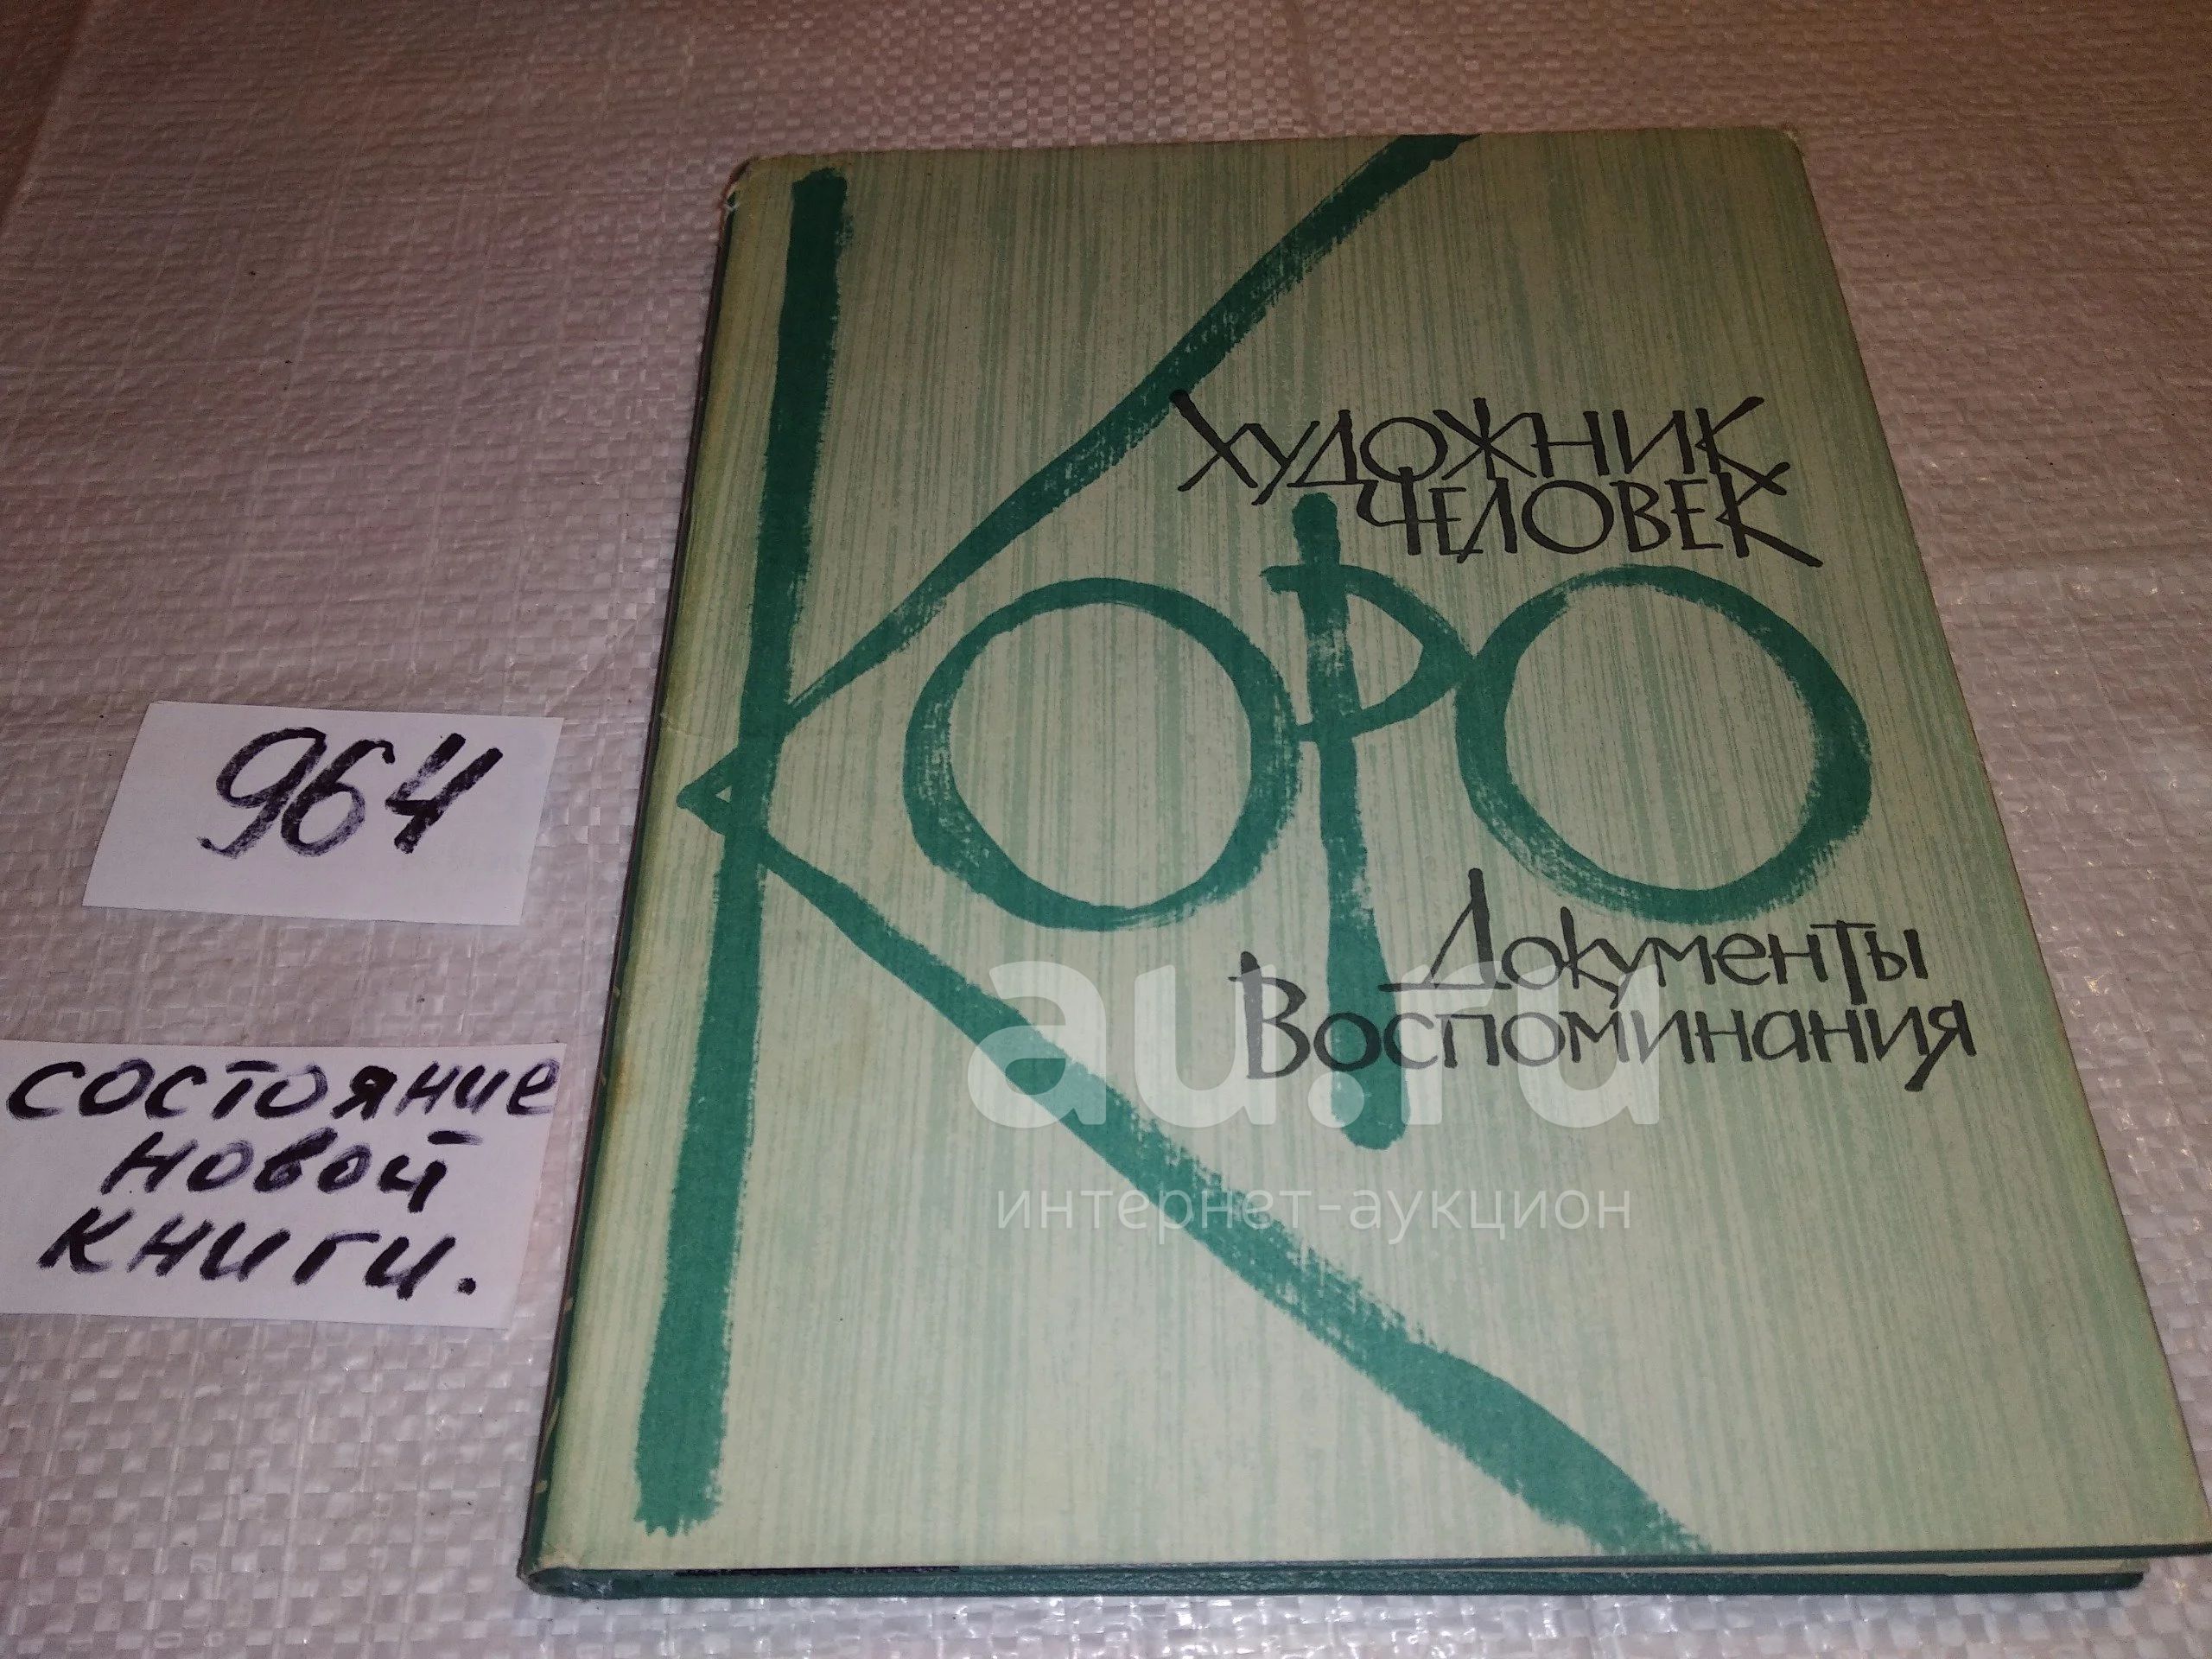 Художник
Человек
Коро
Документы
Воспоминания
964
состояние
новой
книги.
au.ru
интернет-аукцион